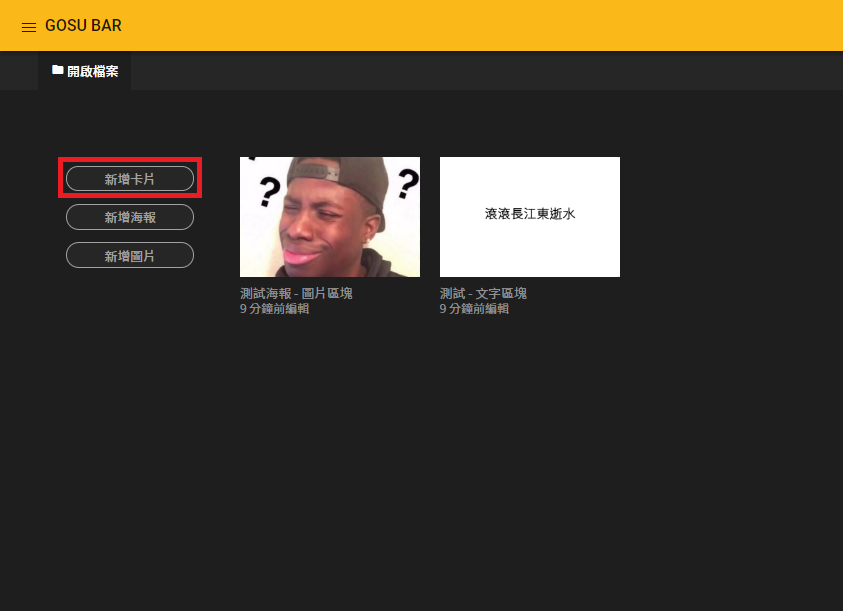 GOSU BAR
開啟檔案
新增卡片
新增海報
新增圖片
? ?
滾滾長江東逝水
測試海報 - 圖片區塊
9 分鐘前編輯
測試 - 文字區塊
9 分鐘前編輯